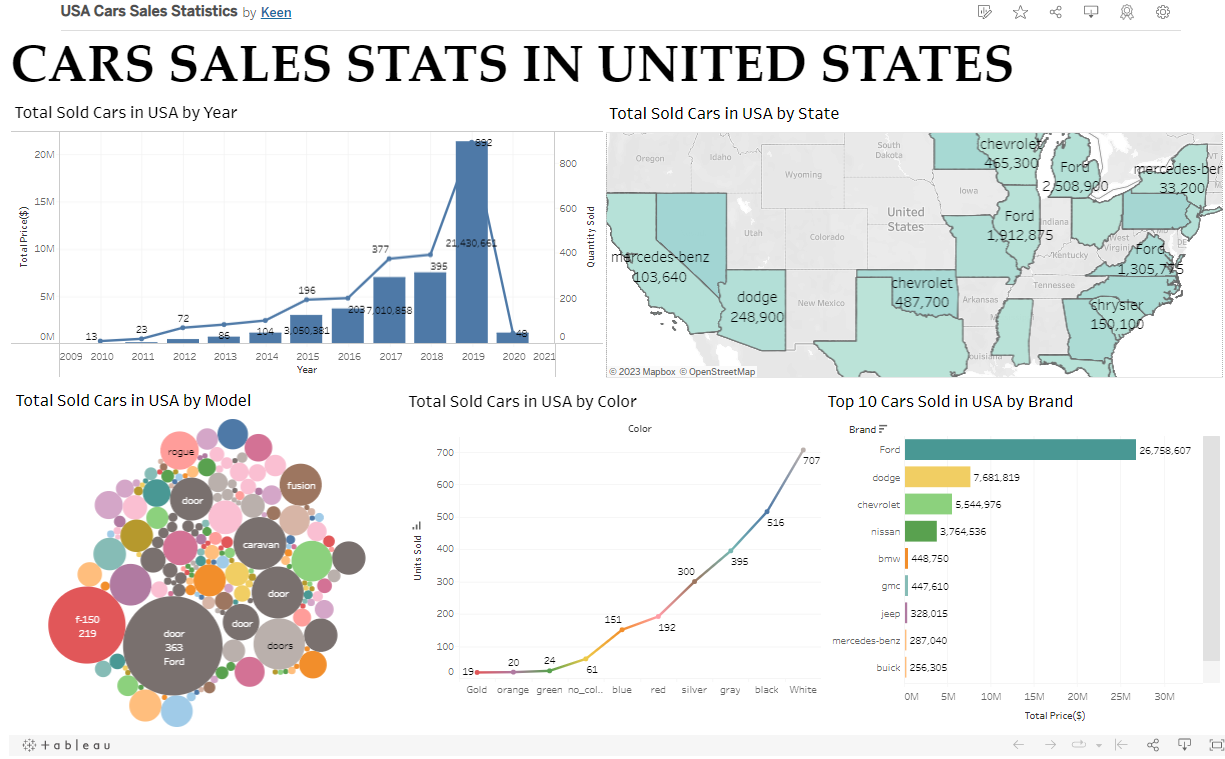 USA Cars Sales Statistics by Keen
CARS SALES STATS IN UNITED STATES
Total Sold Cars in USA by Year
20M
15M
10M
5M
0M
Total Price($)
800
600
400
200
0
Quantity Sold
13
23
72
86
104
196
3,050,381
203
377
7,010,858
395
892
21,430,661
48
2009 2010 2011 2012 2013 2014 2015 2016 2017 2018 2019 2020 2021
Year
Total Sold Cars in USA by State
Oregon
Idaho
South
Dakota
Wyoming
Iowa
Utah
Colorado
United
States
Indiana
West
Virginia
Kentucky
Tennessee
New Mexico
Arkansas
VT
DE
chevrolet
465,300
Ford
2,508,900
mercedes-ber
33,200
Ford
1,912,875
mercedes-benz
103,640
dodge
248,900
chevrolet
487,700
Ford
1,305,775
chrysler
150,100
© 2023 Mapbox © OpenStreetMap
Total Sold Cars in USA by Model
rogue
fusion
door
caravan
door
f-150
219
door
door
363
Ford
doors
Total Sold Cars in USA by Color
Color
700
600
500
400
300
200
100
0
Units Sold
19
20
24
61
151
192
300
395
516
707
Gold orange green no_col.. blue red silver gray black White
Top 10 Cars Sold in USA by Brand
Brand
Ford 26,758,607
dodge 7,681,819
chevrolet 5,544,976
nissan 3,764,536
bmw 448,750
gmc 447,610
jeep 328,015
mercedes-benz 287,040
buick 256,305
0M 5M 10M 15M 20M 25M 30M
Total Price($)
+ableau